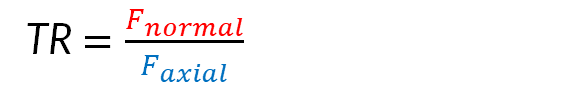 TR = F_normal / F_axial